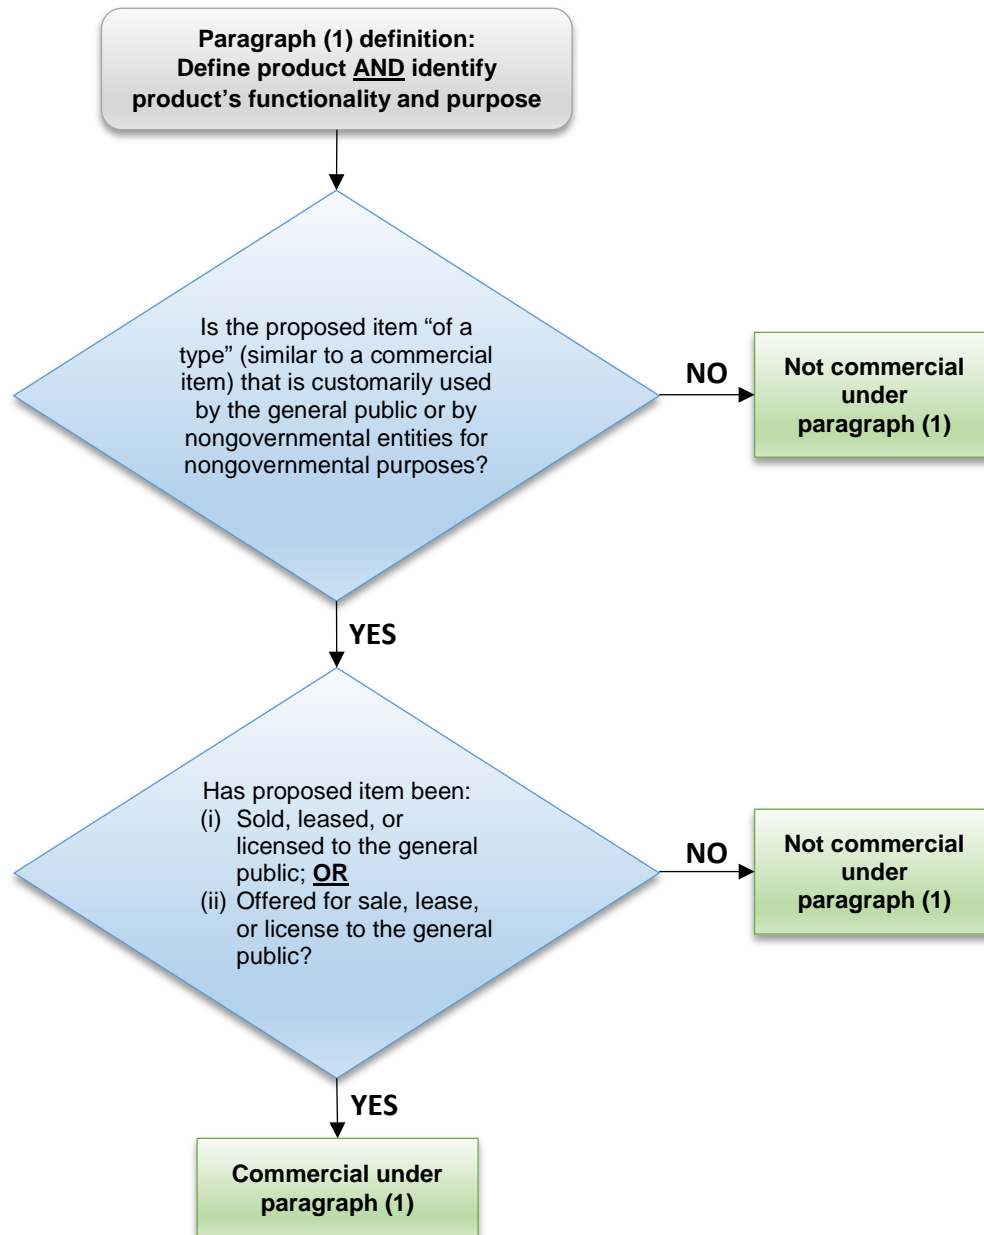 Paragraph (1) definition:
Define product AND identify
product’s functionality and purpose
Is the proposed item “of a
type” (similar to a commercial
item) that is customarily used
by the general public or by
nongovernmental entities for
nongovernmental purposes?
NO
Not commercial
under
paragraph (1)
YES
Has proposed item been:
(i) Sold, leased, or
licensed to the general
public; OR
(ii) Offered for sale, lease,
or license to the general
public?
NO
Not commercial
under
paragraph (1)
YES
Commercial under
paragraph (1)